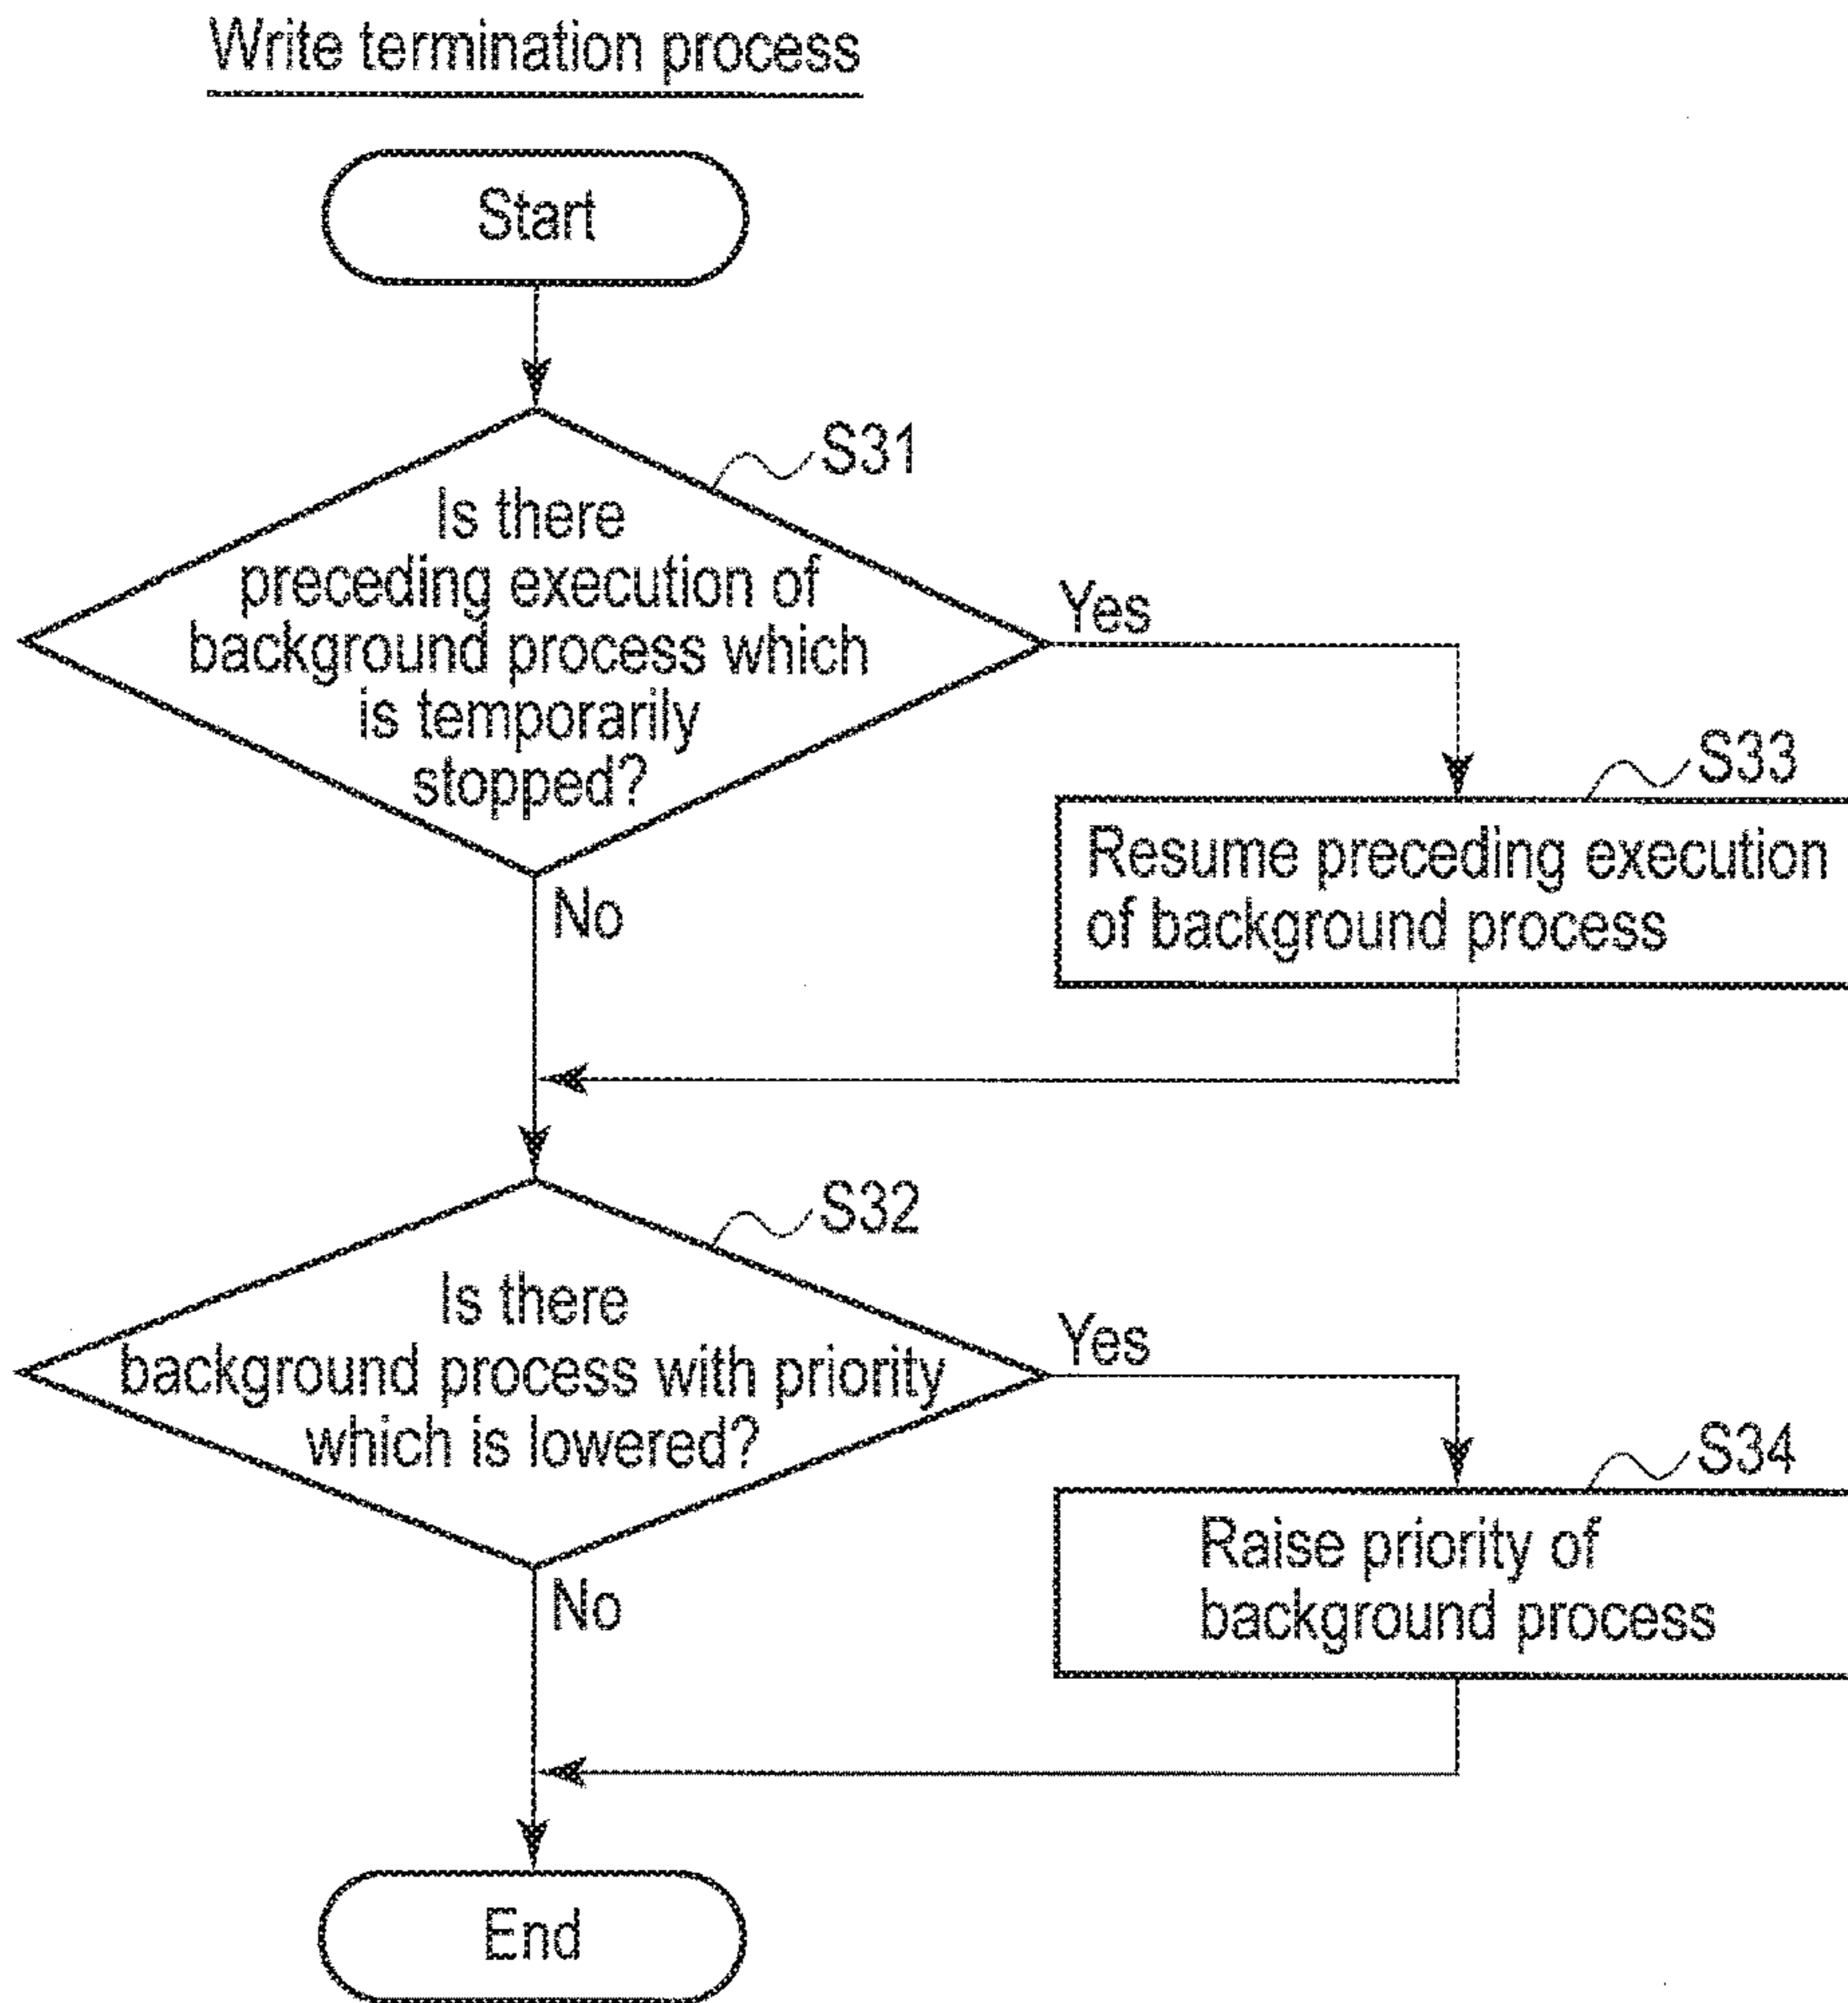 Write termination process
Start
S31
Is there
preceding execution of
background process which
is temporarily
stopped?
Yes
No
S33
Resume preceding execution
of background process
S32
Is there
background process with priority
which is lowered?
Yes
No
S34
Raise priority of
background process
End